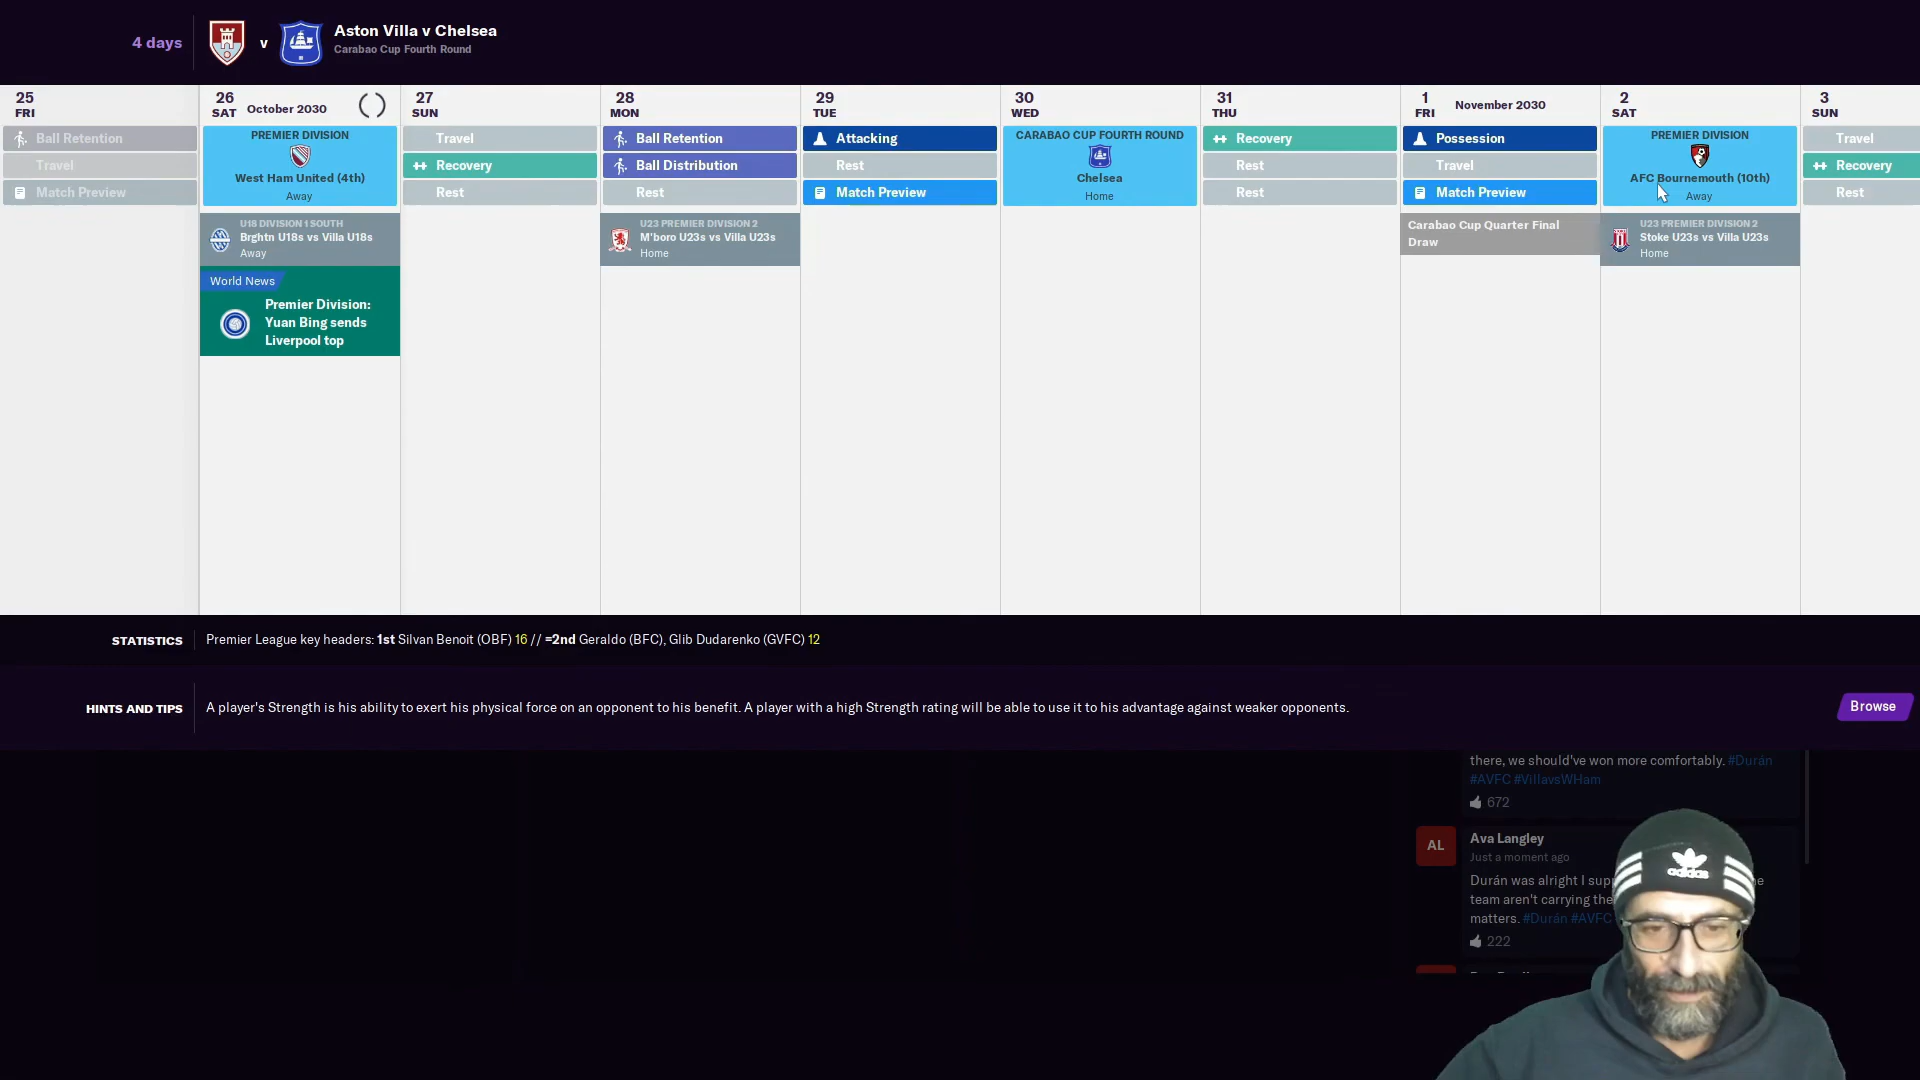 4 days
v
Aston Villa v Chelsea
Carabao Cup Fourth Round
25
FRI
Ball Retention
Travel
Match Preview
26
SAT
October 2030
PREMIER DIVISION
West Ham United (4th)
Away
U18 DIVISION 1 SOUTH
Brghtn U18s vs Villa U18s
Away
World News
Premier Division:
Yuan Bing sends
Liverpool top
27
SUN
Travel
Recovery
Rest
28
MON
Ball Retention
Ball Distribution
Rest
U23 PREMIER DIVISION 2
M'boro U23s vs Villa U23s
Home
29
TUE
Attacking
Rest
Match Preview
30
WED
CARABAO CUP FOURTH ROUND
Chelsea
Home
31
THU
Recovery
Rest
Rest
1
FRI
November 2030
Possession
Travel
Match Preview
Carabao Cup Quarter Final
Draw
2
SAT
PREMIER DIVISION
AFC Bournemouth (10th)
Away
U23 PREMIER DIVISION 2
Stoke U23s vs Villa U23s
Home
3
SUN
Travel
Recovery
Rest
STATISTICS
Premier League key headers: 1st Silvan Benoit (OBF) 16 // =2nd Geraldo (BFC), Glib Dudarenko (GVFC) 12
HINTS AND TIPS
A player's Strength is his ability to exert his physical force on an opponent to his benefit. A player with a high Strength rating will be able to use it to his advantage against weaker opponents.
Browse
there, we should've won more comfortably. #Durán
#AVFC #VillavsWHam
672
AL
Ava Langley
Just a moment ago
Durán was alright I
team aren't carrying
matters. #Durán #AVFC
222
adidas